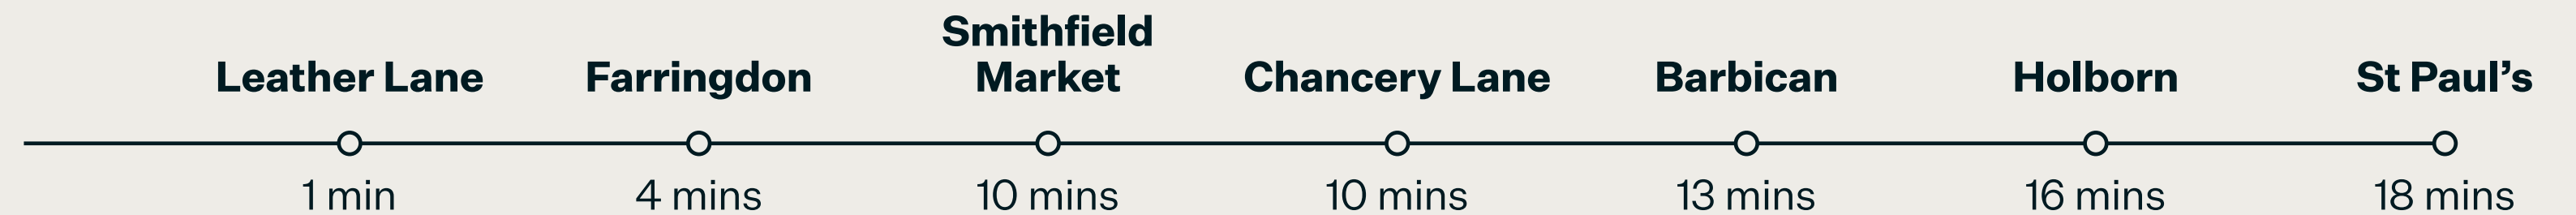 Leather Lane
1 min
Farringdon
4 mins
Smithfield
Market
10 mins
Chancery Lane
10 mins
Barbican
13 mins
Holborn
16 mins
St Paul’s
18 mins